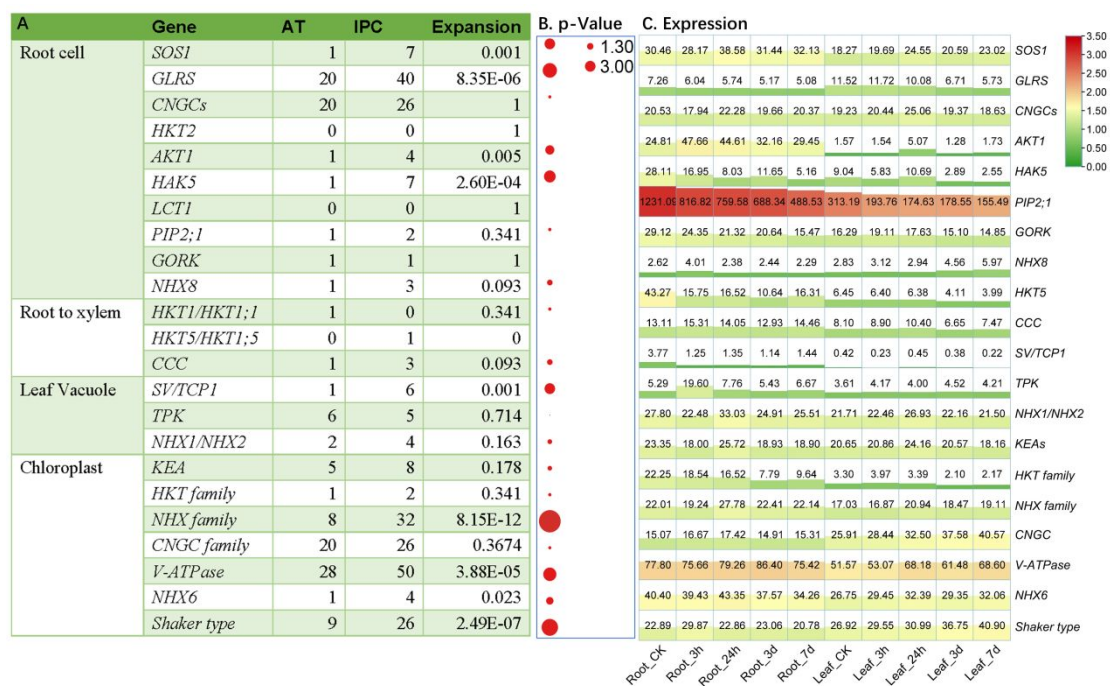 A Gene AT IPC Expansion
Root cell SOS1 1 7 0.001
GLRS 20 40 8.35E-06
CNGCs 20 26 1
HKT2 0 0 1
AKT1 1 4 0.005
HAK5 1 7 2.60E-04
LCT1 0 0 1
PIP2;1 1 2 0.341
GORK 1 1 1
NHX8 1 3 0.093
Root to xylem HKT1/HKT1;1 1 0 0.341
HKT5/HKT1;5 0 1 0
CCC 1 3 0.093
Leaf Vacuole SV/TCP1 1 6 0.001
TPK 6 5 0.714
NHX1/NHX2 2 4 0.163
Chloroplast KEA 5 8 0.178
HKT family 1 2 0.341
NHX family 8 32 8.15E-12
CNGC family 20 26 0.3674
V-ATPase 28 50 3.88E-05
NHX6 1 4 0.023
Shaker type 9 26 2.49E-07
B. p-Value
1.30
3.00
C. Expression
30.46 28.17 38.58 31.44 32.13 18.27 19.69 24.55 20.59 23.02 SOS1
7.26 6.04 5.74 5.17 5.08 11.52 11.72 10.08 6.71 5.73 GLRS
20.53 17.94 22.28 19.66 20.37 19.23 20.44 25.06 19.37 18.63 CNGCs
24.81 47.66 44.61 32.16 29.45 1.57 1.54 5.07 1.28 1.73 AKT1
28.11 16.95 8.03 11.65 5.16 9.04 5.83 10.69 2.89 2.55 HAK5
1231.09 816.82 759.58 688.34 488.53 313.19 193.76 174.63 178.55 155.49 PIP2;1
29.12 24.35 21.32 20.64 15.47 16.29 19.11 17.63 15.10 14.85 GORK
2.62 4.01 2.38 2.44 2.29 2.83 3.12 2.94 4.56 5.97 NHX8
43.27 15.75 16.52 10.64 16.31 6.45 6.40 6.38 4.11 3.99 HKT5
13.11 15.31 14.05 12.93 14.46 8.10 8.90 10.40 6.65 7.47 CCC
3.77 1.25 1.35 1.14 1.44 0.42 0.23 0.45 0.38 0.22 SV/TCP1
5.29 19.60 7.76 5.43 6.67 3.61 4.17 4.00 4.52 4.21 TPK
27.80 22.48 33.03 24.91 25.51 21.71 22.46 26.93 22.16 21.50 NHX1/NHX2
23.35 18.00 25.72 18.93 18.90 20.65 20.86 24.16 20.57 18.16 KEAs
22.25 18.54 16.52 7.79 9.64 3.30 3.97 3.39 2.10 2.17 HKT family
22.01 19.24 27.78 22.41 22.14 17.03 16.87 20.94 18.47 19.11 NHX family
15.07 16.67 17.42 14.91 15.31 25.91 28.44 32.50 37.58 40.57 CNGC
77.80 75.66 79.26 86.40 75.42 51.57 53.07 68.18 61.48 68.60 V-ATPase
40.40 39.43 43.35 37.57 34.26 26.75 29.45 32.39 29.35 32.06 NHX6
22.89 29.87 22.86 23.06 20.78 26.92 29.55 30.99 36.75 40.90 Shaker type
Root_CK Root_3h Root_24h Root_3d Root_7d Leaf_CK Leaf_3h Leaf_24h Leaf_3d Leaf_7d
3.50
3.00
2.50
2.00
1.50
1.00
0.50
0.00